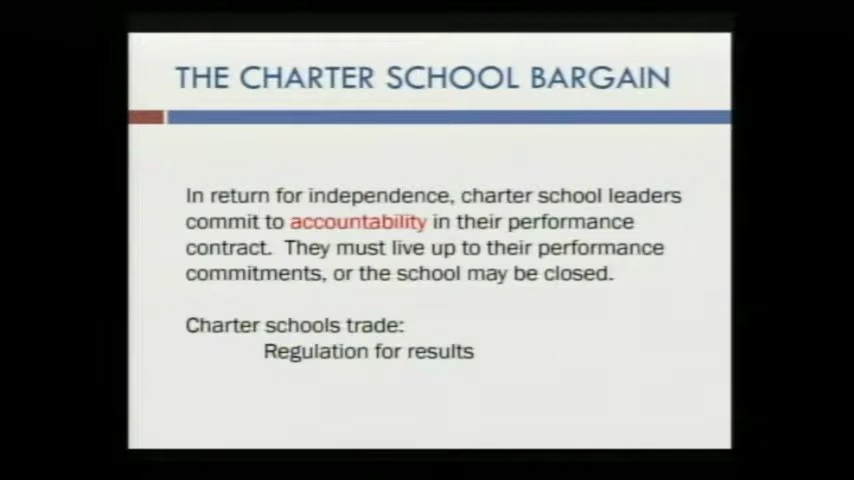 THE CHARTER SCHOOL BARGAIN
In return for independence, charter school leaders
commit to accountability in their performance
contract. They must live up to their performance
commitments, or the school may be closed.
Charter schools trade:
Regulation for results